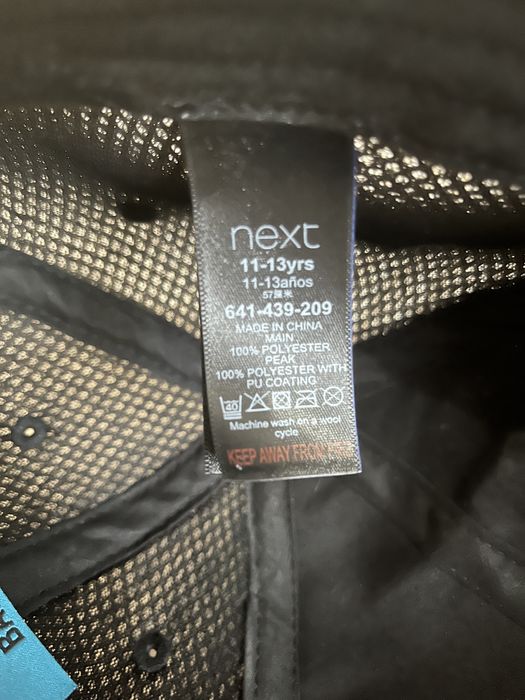 next
11-13yrs
11-13años
57厘米
641-439-209
MADE IN CHINA
MAIN
100% POLYESTER
PEAK
100% POLYESTER WITH
PU COATING
40
Machine wash on a wool
cycle
KEEP AWAY FROM FIRE